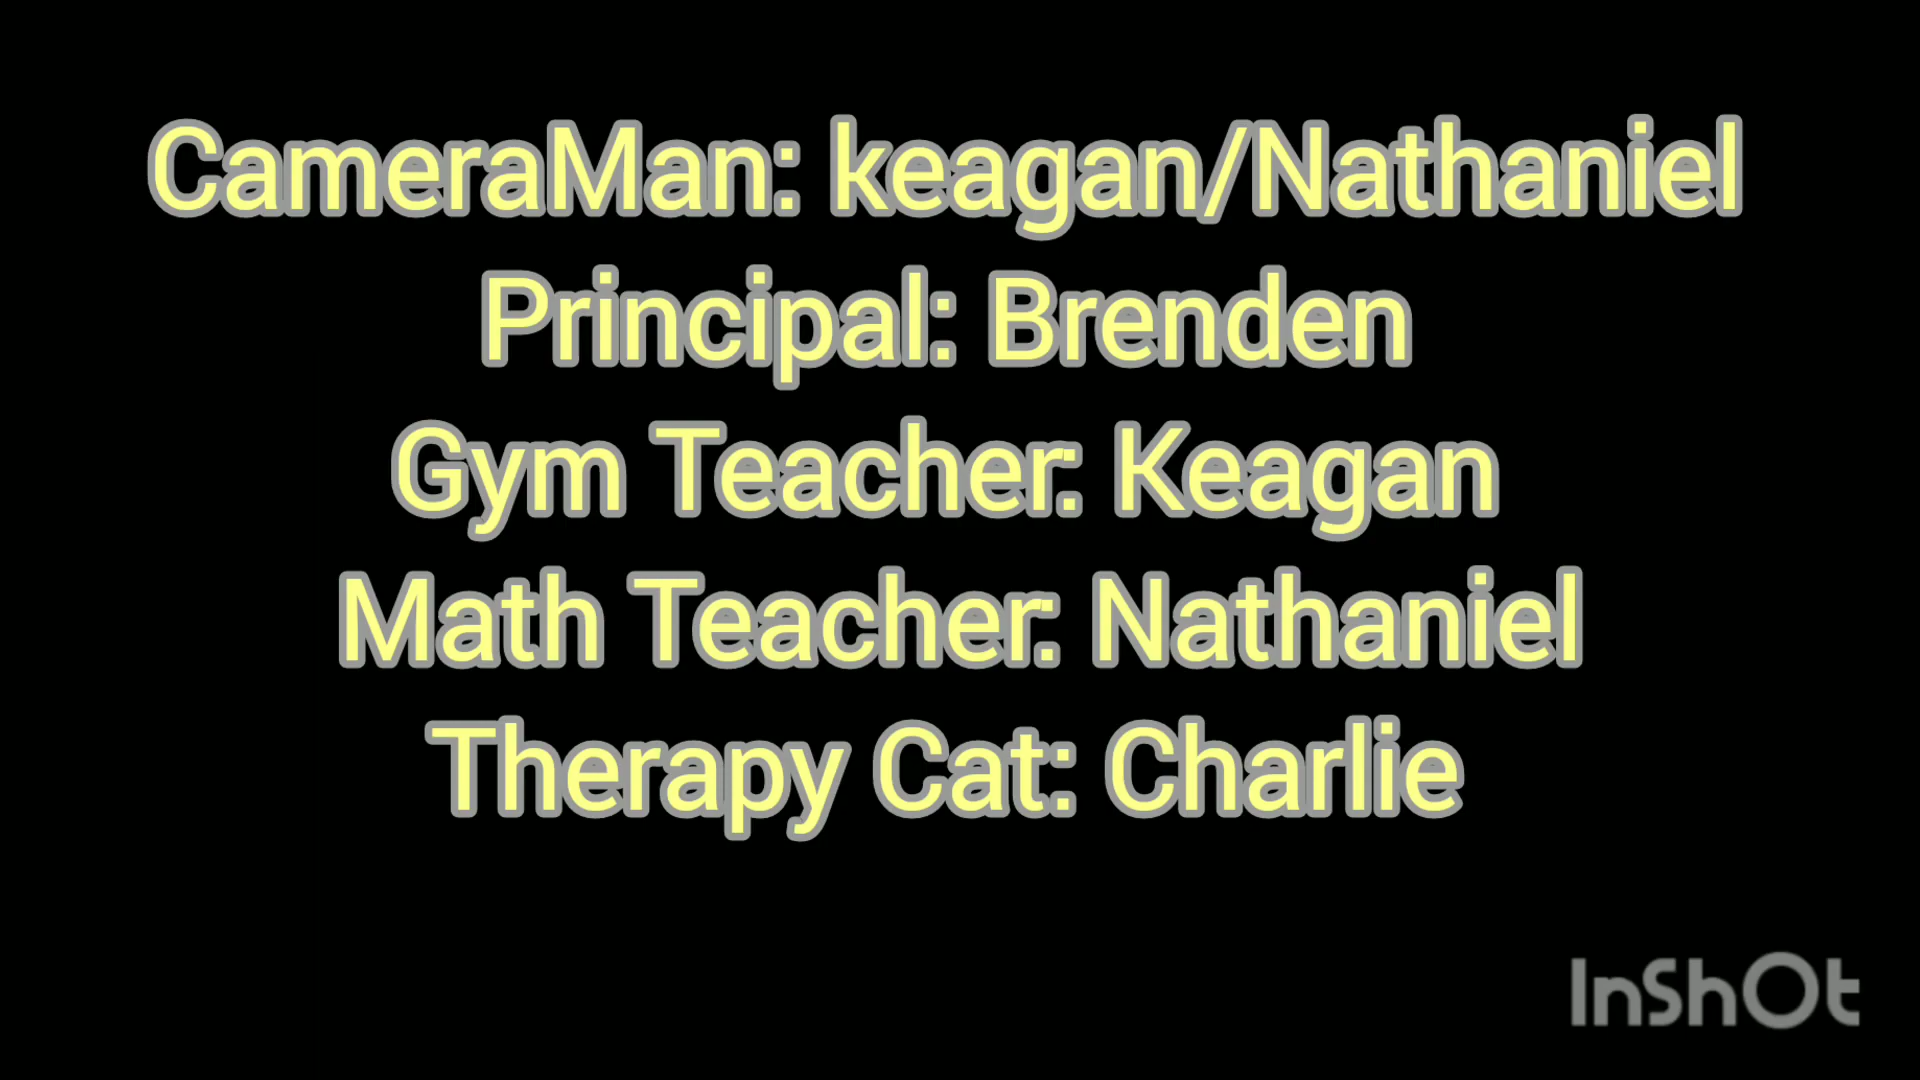 CameraMan: keagan/Nathaniel
Principal: Brenden
Gym Teacher: Keagan
Math Teacher: Nathaniel
Therapy Cat: Charlie
InShOt